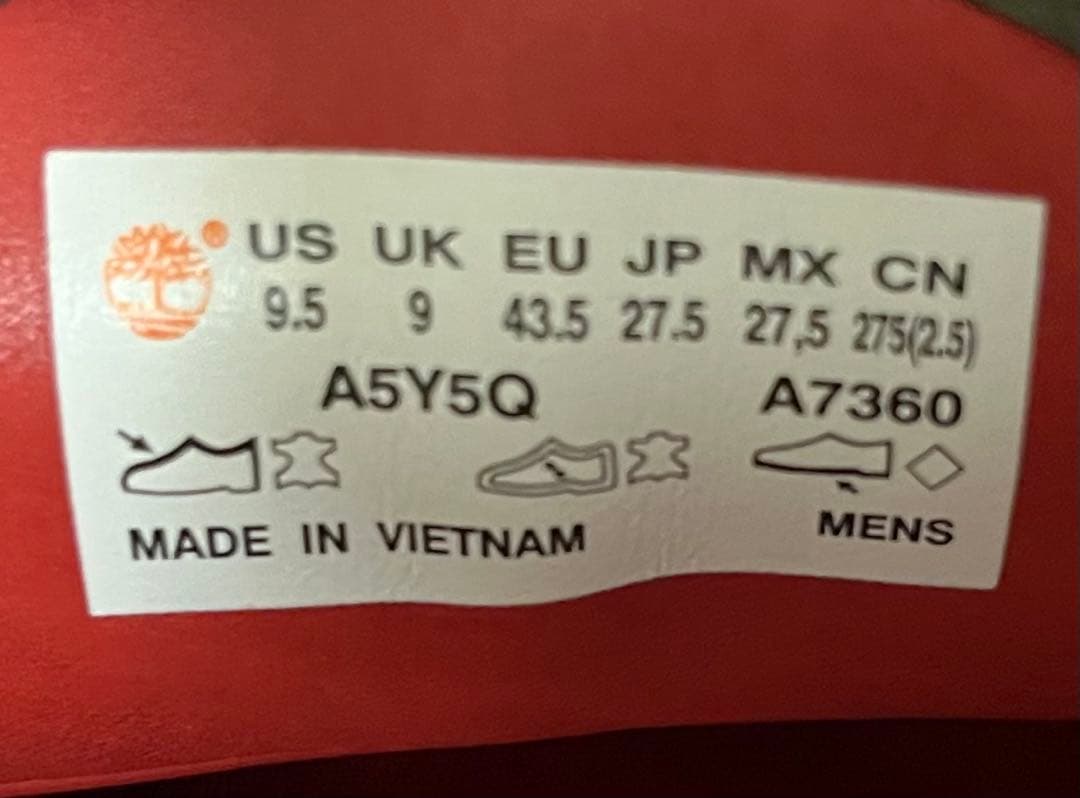 US UK EU JP MX CN
9.5 9 43.5 27.5 27,5 275(2.5)
A5Y5Q A7360
MADE IN VIETNAM MENS